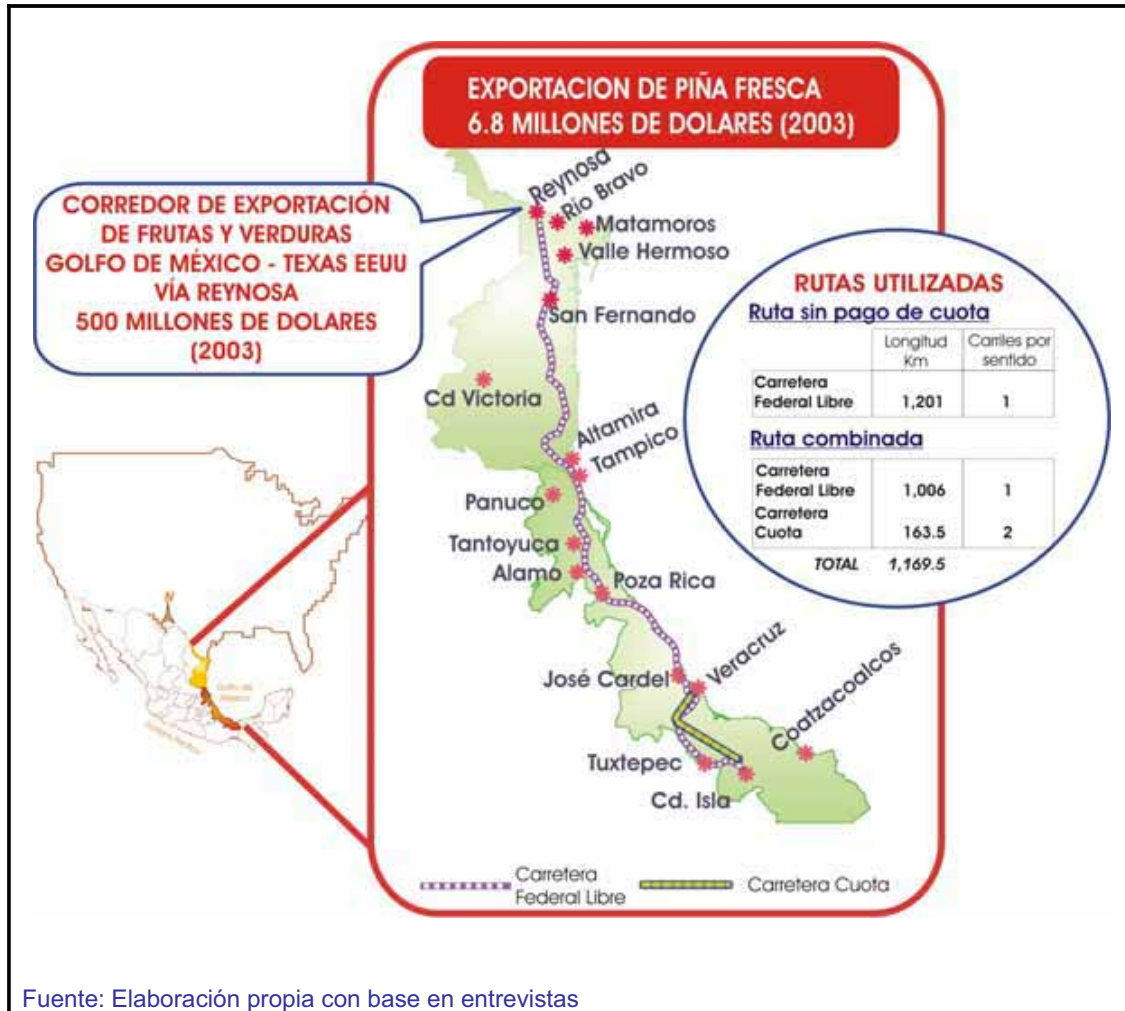 EXPORTACION DE PIÑA FRESCA
6.8 MILLONES DE DOLARES (2003)
CORREDOR DE EXPORTACIÓN
DE FRUTAS Y VERDURAS
GOLFO DE MÉXICO - TEXAS EEUU
VÍA REYNOSA
500 MILLONES DE DOLARES
(2003)
Reynosa
Río Bravo
Matamoros
Valle Hermoso
San Fernando
Cd Victoria
Altamira
Tampico
Panuco
Tantoyuca
Alamo
Poza Rica
José Cardel
Veracruz
Coatzacoalcos
Tuxtepec
Cd. Isla
RUTAS UTILIZADAS
Ruta sin pago de cuota
Longitud Km
Carriles por sentido
Carretera
Federal Libre 1,201 1
Ruta combinada
Carretera
Federal Libre 1,006 1
Carretera
Cuota 163.5 2
TOTAL 1,169.5
N
Golfo de
México
Carretera
Federal Libre
Carretera Cuota
Fuente: Elaboración propia con base en entrevistas